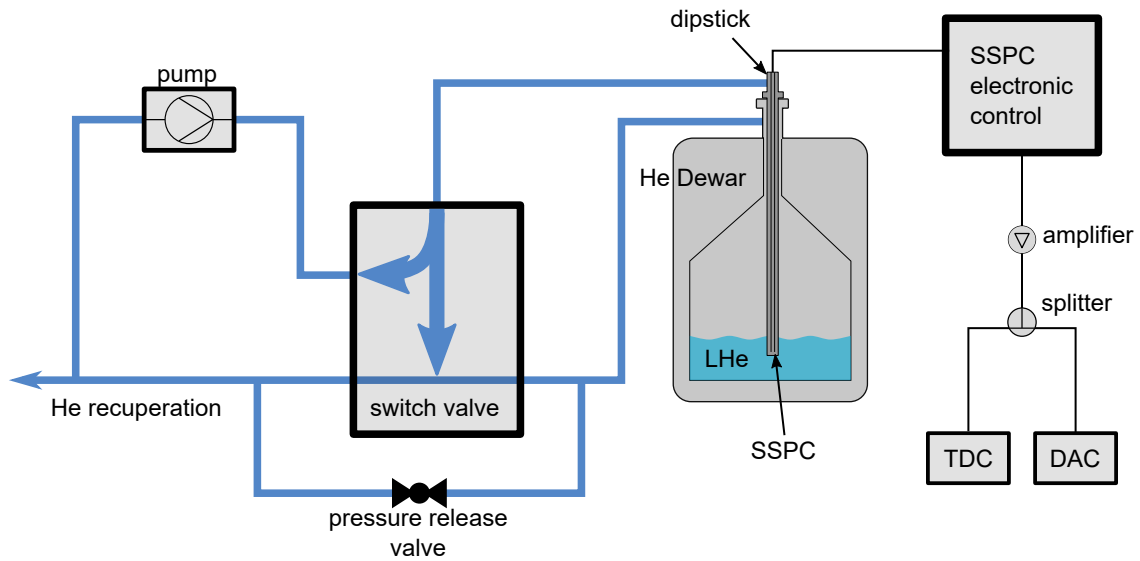 dipstick
SSPC
electronic
control
pump
He Dewar
amplifier
splitter
LHe
He recuperation
switch valve
SSPC
TDC
DAC
pressure release
valve